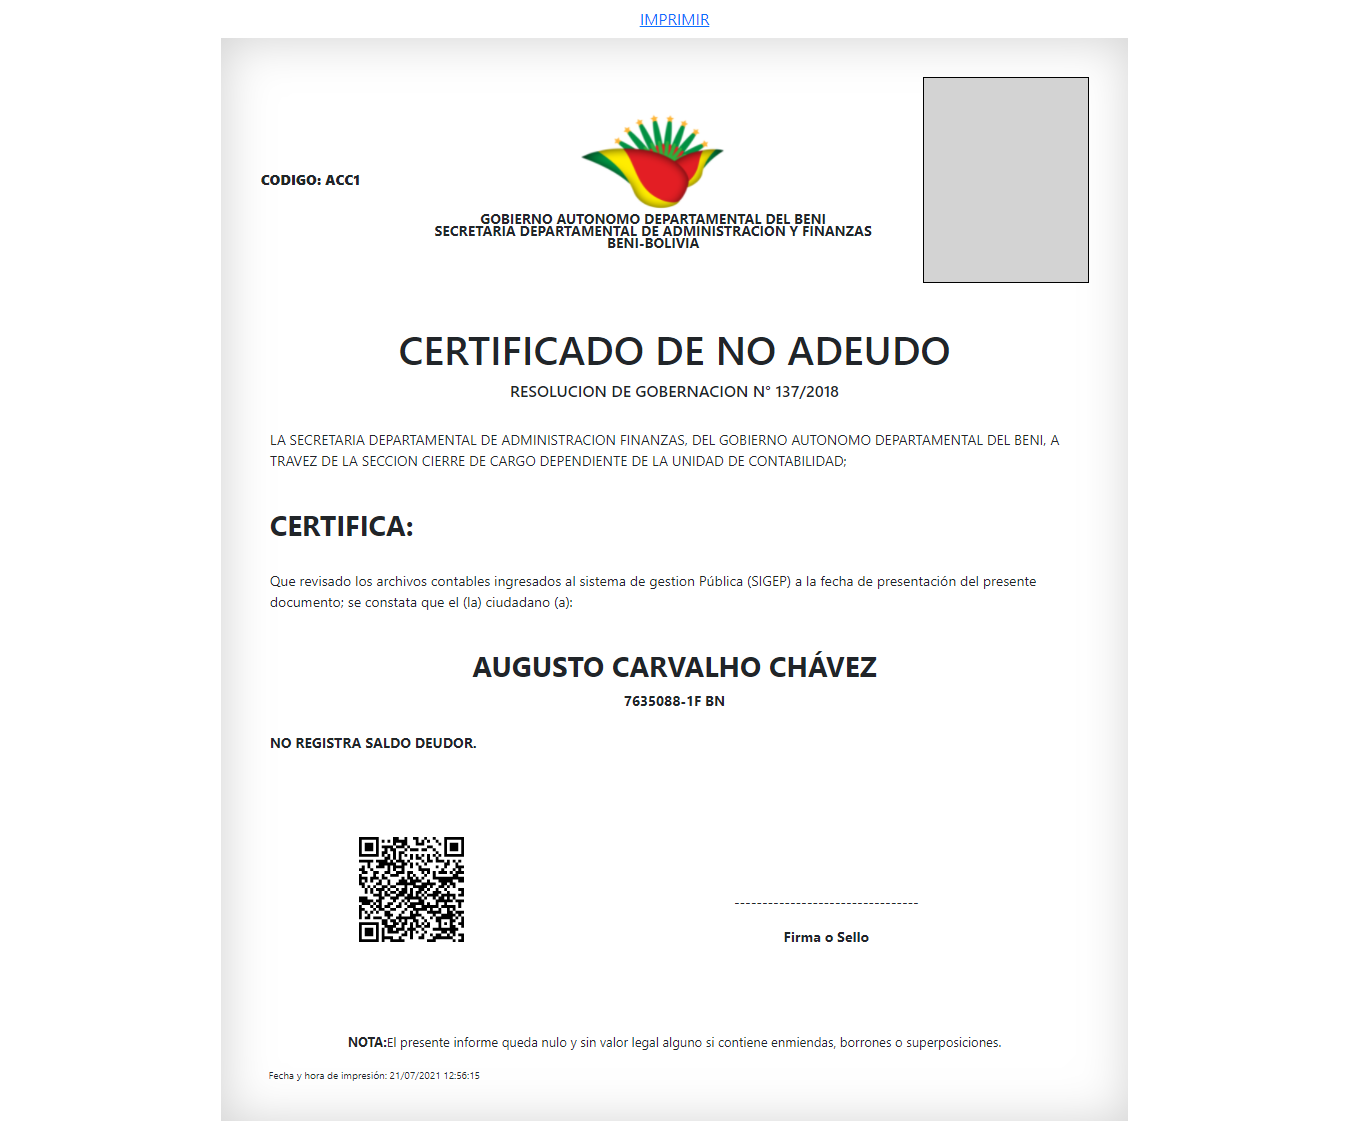 IMPRIMIR
CODIGO: ACC1
GOBIERNO AUTONOMO DEPARTAMENTAL DEL BENI
SECRETARIA DEPARTAMENTAL DE ADMINISTRACION Y FINANZAS
BENI-BOLIVIA
CERTIFICADO DE NO ADEUDO
RESOLUCION DE GOBERNACION N° 137/2018
LA SECRETARIA DEPARTAMENTAL DE ADMINISTRACION FINANZAS, DEL GOBIERNO AUTONOMO DEPARTAMENTAL DEL BENI, A
TRAVEZ DE LA SECCION CIERRE DE CARGO DEPENDIENTE DE LA UNIDAD DE CONTABILIDAD;
CERTIFICA:
Que revisado los archivos contables ingresados al sistema de gestion Pública (SIGEP) a la fecha de presentación del presente
documento; se constata que el (la) ciudadano (a):
AUGUSTO CARVALHO CHÁVEZ
7635088-1F BN
NO REGISTRA SALDO DEUDOR.
---------------------------------
Firma o Sello
NOTA:El presente informe queda nulo y sin valor legal alguno si contiene enmiendas, borrones o superposiciones.
Fecha y hora de impresión: 21/07/2021 12:56:15